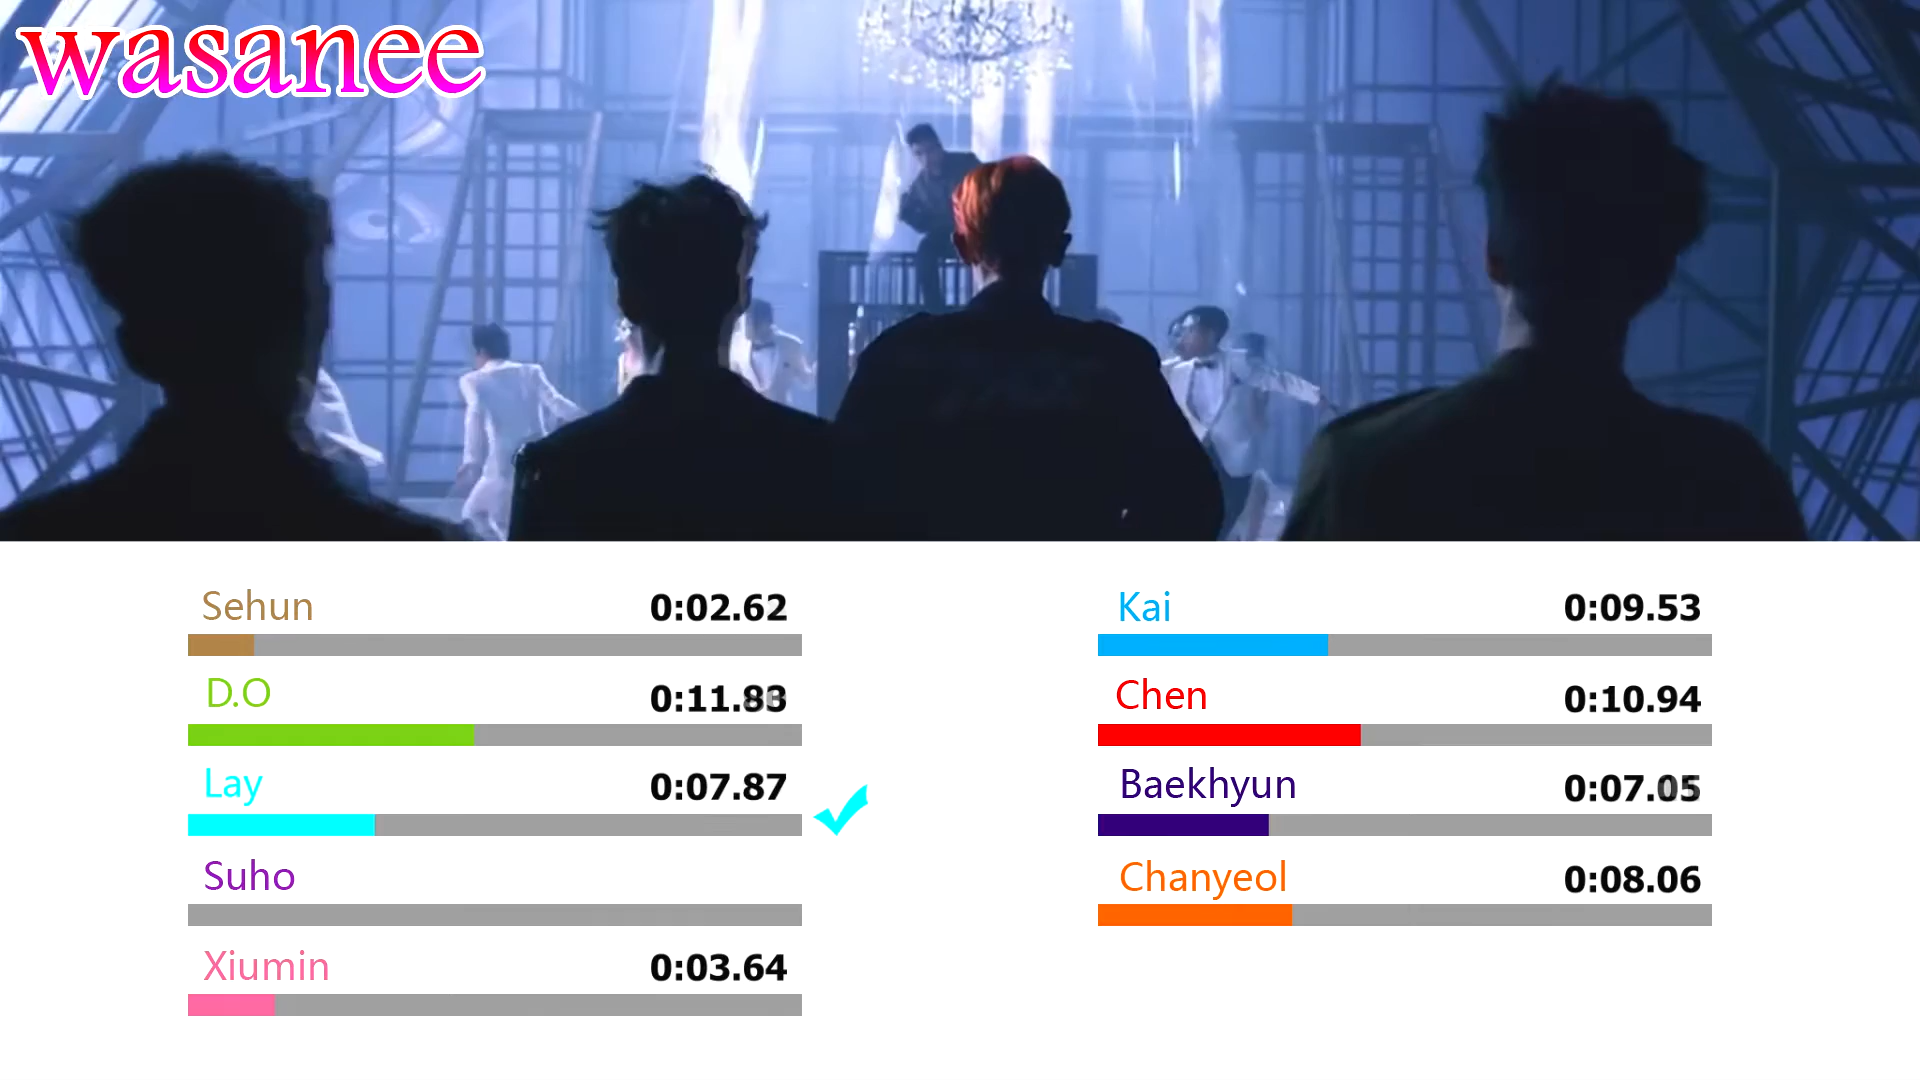 wasanee
Sehun 0:02.62
D.O 0:11.83
Lay 0:07.87
Suho
Xiumin 0:03.64
Kai 0:09.53
Chen 0:10.94
Baekhyun 0:07.05
Chanyeol 0:08.06